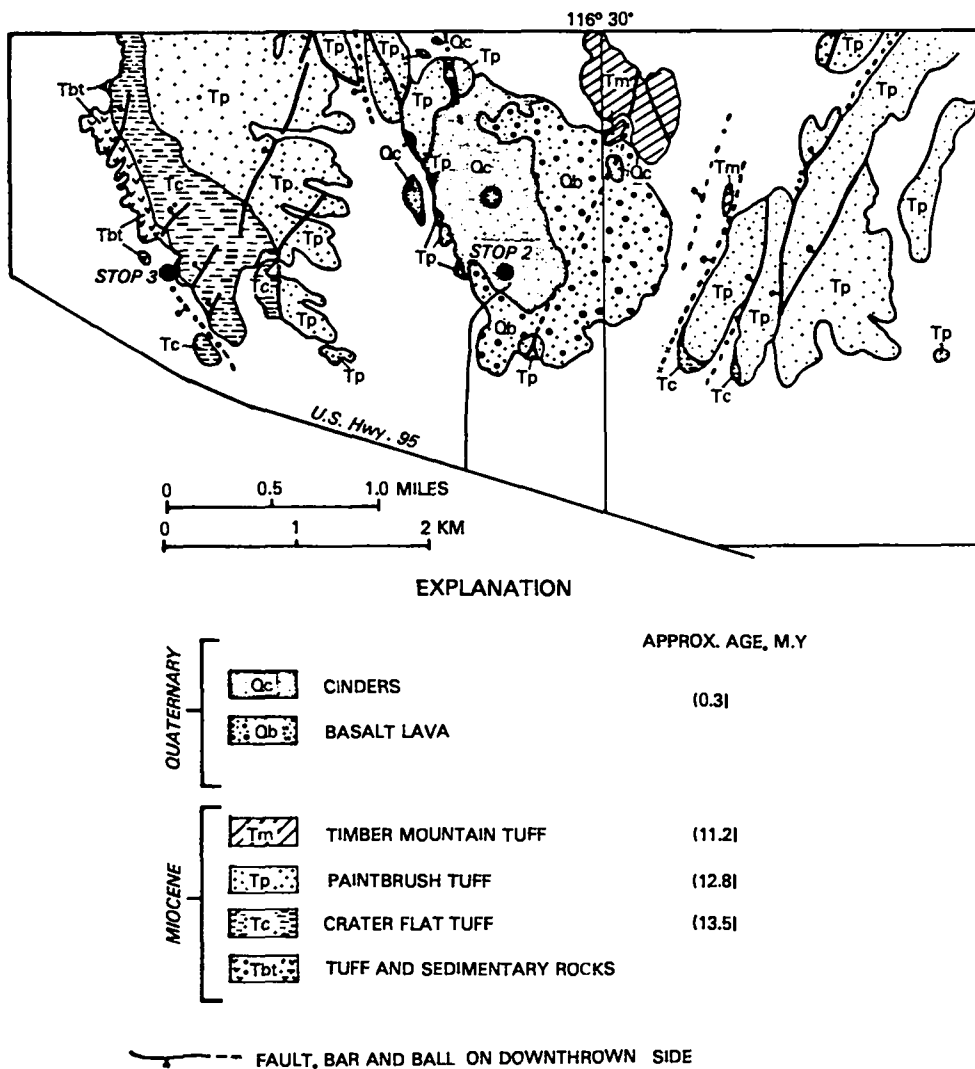 116° 30'
Qc
Tp
Tp
Tp
Tp
Tm
Tp
Tp
Tbt
Tp
Tp
Qc
Tp
Qc
Qb
Qc
Tm
Tc
Tp
Tbt
STOP 3
Tp
Tp
STOP 2
Tp
Tp
Tp
Tc
Tp
Qb
Tp
Tc
Tp
Tp
Tc
Tc
U.S. Hwy. 95
0 0.5 1.0 MILES
0 1 2 KM
EXPLANATION
APPROX. AGE, M.Y
QUATERNARY
Qc CINDERS
(0.3|
Qb BASALT LAVA
MIOCENE
Tm TIMBER MOUNTAIN TUFF (11.2|
Tp PAINTBRUSH TUFF (12.8|
Tc CRATER FLAT TUFF (13.5|
Tbt TUFF AND SEDIMENTARY ROCKS
FAULT, BAR AND BALL ON DOWNTHROWN SIDE